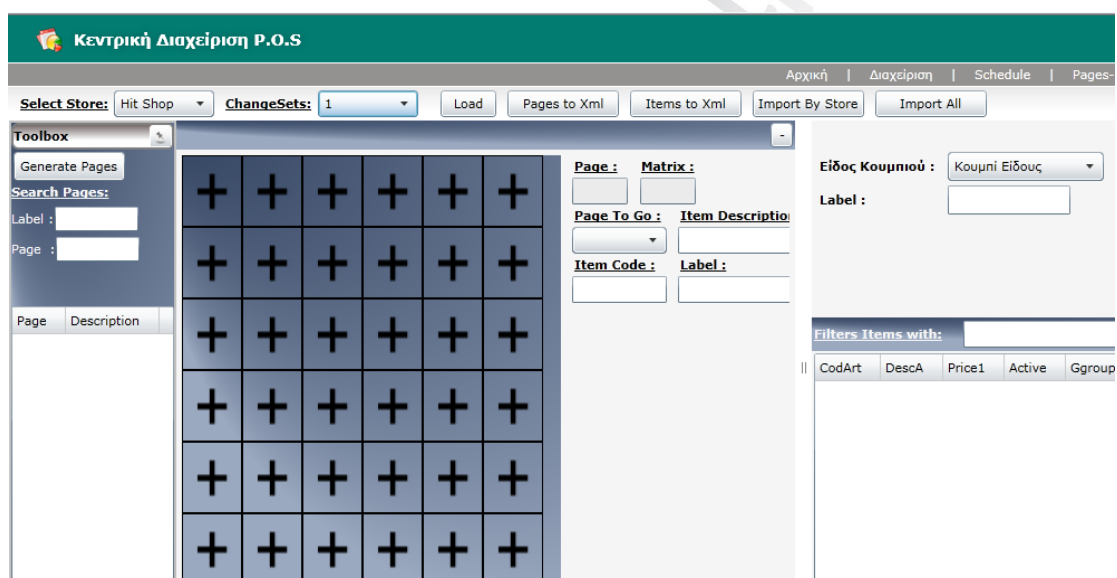 Κεντρική Διαχείριση P.O.S
Αρχική | Διαχείριση | Schedule | Pages-
Select Store: Hit Shop ChangeSets: 1 Load Pages to Xml Items to Xml Import By Store Import All
Toolbox
-
Generate Pages
Search Pages:
Label :
Page :
Page Description
Page : Matrix :
Page To Go : Item Description
Item Code : Label :
Είδος Κουμπιού : Κουμπί Είδους
Label :
Filters Items with:
CodArt DescA Price1 Active Ggroup